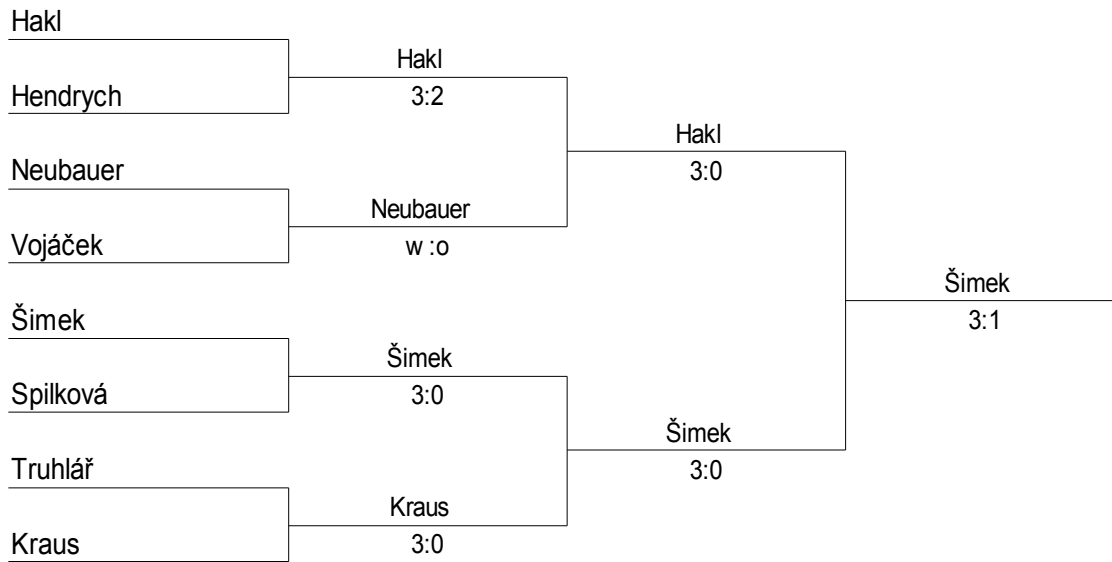 Hakl
Hakl
Hendrych
3:2
Hakl
Neubauer
3:0
Neubauer
Vojáček
w :o
Šimek
Šimek
3:1
Šimek
Spilková
3:0
Šimek
Truhlář
3:0
Kraus
Kraus
3:0